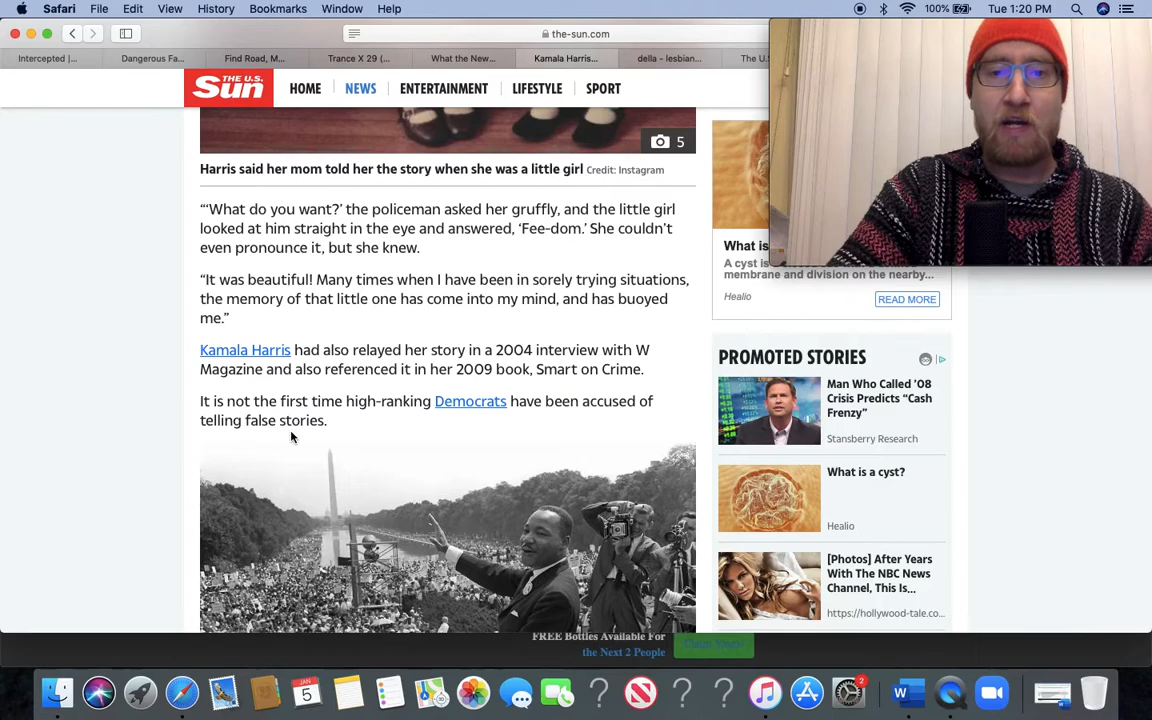 Safari File Edit View History Bookmarks Window Help
100% Tue 1:20 PM
the-sun.com
Intercepted |...
Dangerous Fa...
Find Road, M...
Trance X 29 (...
What the New...
Kamala Harris...
della - lesbian...
The U.S
THE U.S. Sun
HOME NEWS ENTERTAINMENT LIFESTYLE SPORT
5
Harris said her mom told her the story when she was a little girl Credit: Instagram
“‘What do you want?’ the policeman asked her gruffly, and the little girl
looked at him straight in the eye and answered, ‘Fee-dom.’ She couldn’t
even pronounce it, but she knew.
“It was beautiful! Many times when I have been in sorely trying situations,
the memory of that little one has come into my mind, and has buoyed
me.”
Kamala Harris had also relayed her story in a 2004 interview with W
Magazine and also referenced it in her 2009 book, Smart on Crime.
It is not the first time high-ranking Democrats have been accused of
telling false stories.
What is
A cyst is
membrane and division on the nearby...
Healio
READ MORE
PROMOTED STORIES
Man Who Called ’08
Crisis Predicts “Cash
Frenzy”
Stansberry Research
What is a cyst?
Healio
[Photos] After Years
With The NBC News
Channel, This Is...
https://hollywood-tale.co...
FREE Bottles Available For
the Next 2 People
JAN
5
2